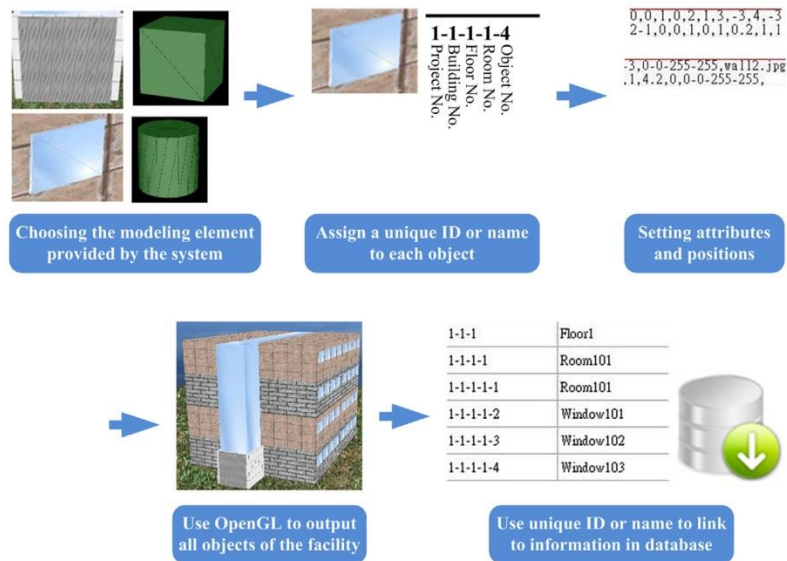 1-1-1-1-4
Object No.
Room No.
Floor No.
Building No.
Project No.
0,0,1,0,2,1,3,-3,4,-3
2-1,0,0,1,0,1,0.2,1,1
-3,0-0-255-255,wall2.jpg
,1,4.2,0,0-0-255-255,
Choosing the modeling element
provided by the system
Assign a unique ID or name
to each object
Setting attributes
and positions
1-1-1 Floor1
1-1-1-1 Room101
1-1-1-1-1 Room101
1-1-1-1-2 Window101
1-1-1-1-3 Window102
1-1-1-1-4 Window103
Use OpenGL to output
all objects of the facility
Use unique ID or name to link
to information in database